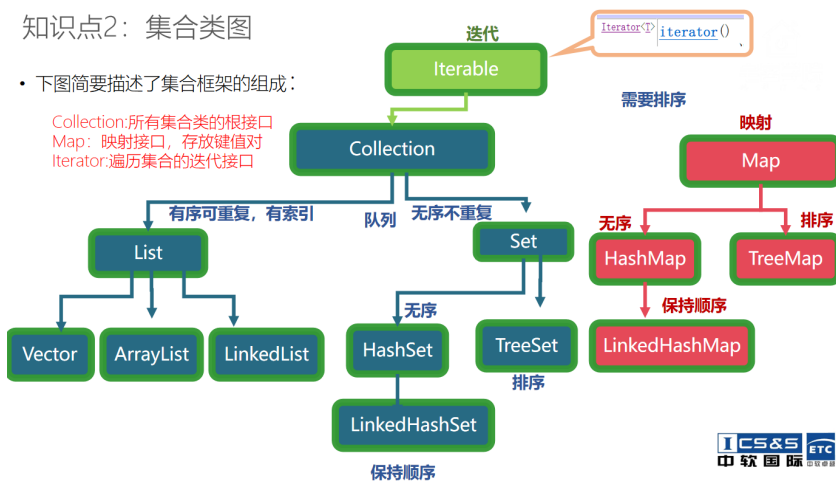 知识点2：集合类图
迭代
Iterator<T> iterator()
、
Iterable
• 下图简要描述了集合框架的组成：
需要排序
Collection:所有集合类的根接口
Map：映射接口，存放键值对
Iterator:遍历集合的迭代接口
映射
Collection
Map
有序可重复，有索引
队列
无序不重复
无序
排序
List
Set
HashMap
TreeMap
无序
保持顺序
Vector
ArrayList
LinkedList
HashSet
TreeSet
LinkedHashMap
排序
LinkedHashSet
保持顺序
ICS&S
中软国际
ETC